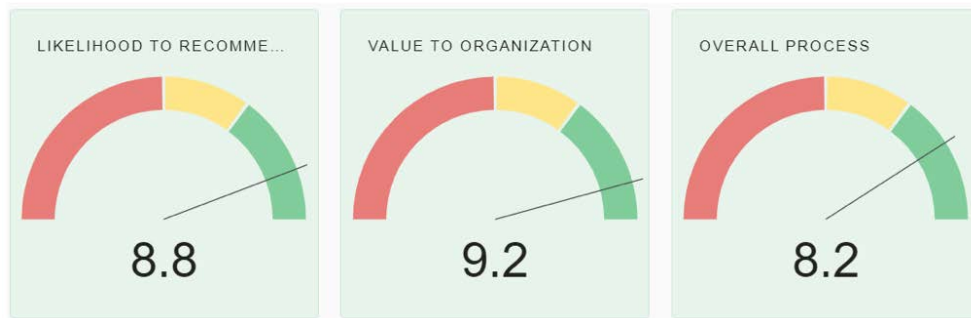 LIKELIHOOD TO RECOMME...
8.8
VALUE TO ORGANIZATION
9.2
OVERALL PROCESS
8.2